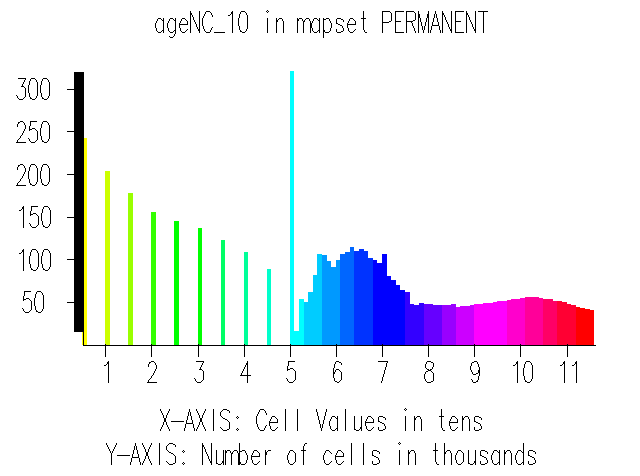 ageNC_10 in mapset PERMANENT
300
250
200
150
100
50
1 2 3 4 5 6 7 8 9 10 11
X-AXIS: Cell Values in tens
Y-AXIS: Number of cells in thousands